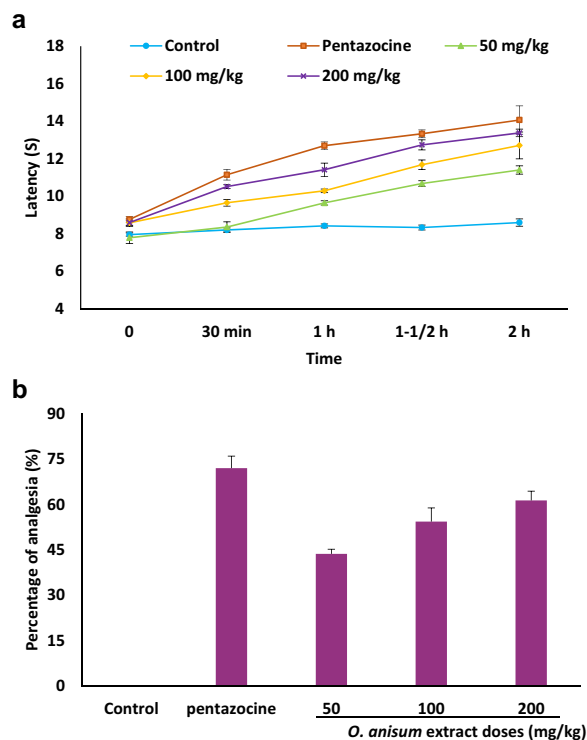 a
18
16
14
12
10
8
6
4
Latency (S)
Control
Pentazocine
50 mg/kg
100 mg/kg
200 mg/kg
0
30 min
1 h
1-1/2 h
2 h
Time
b
90
75
60
45
30
15
0
Percentage of analgesia (%)
Control
pentazocine
50
100
200
O. anisum extract doses (mg/kg)